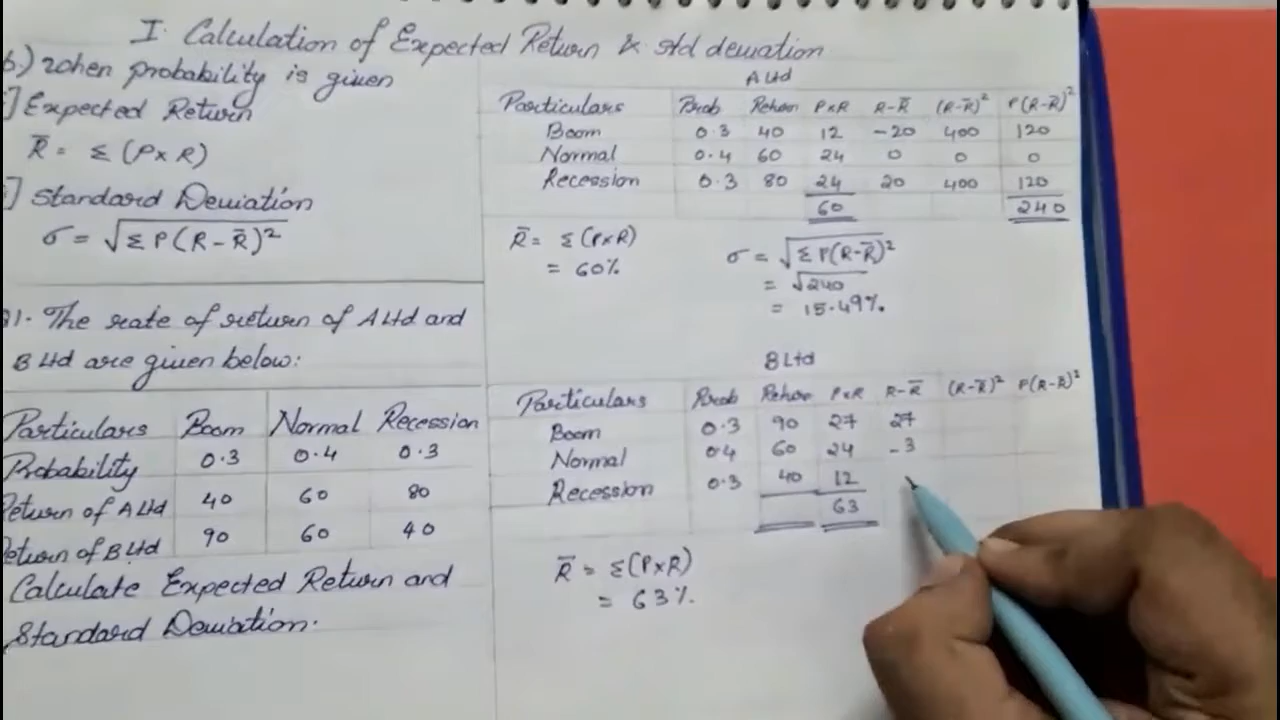 I. Calculation of Expected Return & std deviation
b.) When probability is given
i] Expected Return
R̄ = Σ (P×R)
i] Standard Deviation
σ = √Σ P(R-R̄)²
Q1. The rate of return of A Ltd and
B Ltd are given below:
Particulars Boom Normal Recession
Probability 0.3 0.4 0.3
Return of A Ltd 40 60 80
Return of B Ltd 90 60 40
Calculate Expected Return and
Standard Deviation.
A Ltd
Particulars Prob Return P×R R-R̄ (R-R̄)² P(R-R̄)²
Boom 0.3 40 12 -20 400 120
Normal 0.4 60 24 0 0 0
Recession 0.3 80 24 20 400 120
60 240
R̄ = Σ (P×R)
= 60%
σ = √Σ P(R-R̄)²
= √240
= 15.49%.
B Ltd
Particulars Prob Return P×R R-R̄ (R-R̄)² P(R-R̄)²
Boom 0.3 90 27 27
Normal 0.4 60 24 -3
Recession 0.3 40 12
63
R̄ = Σ(P×R)
= 63%.